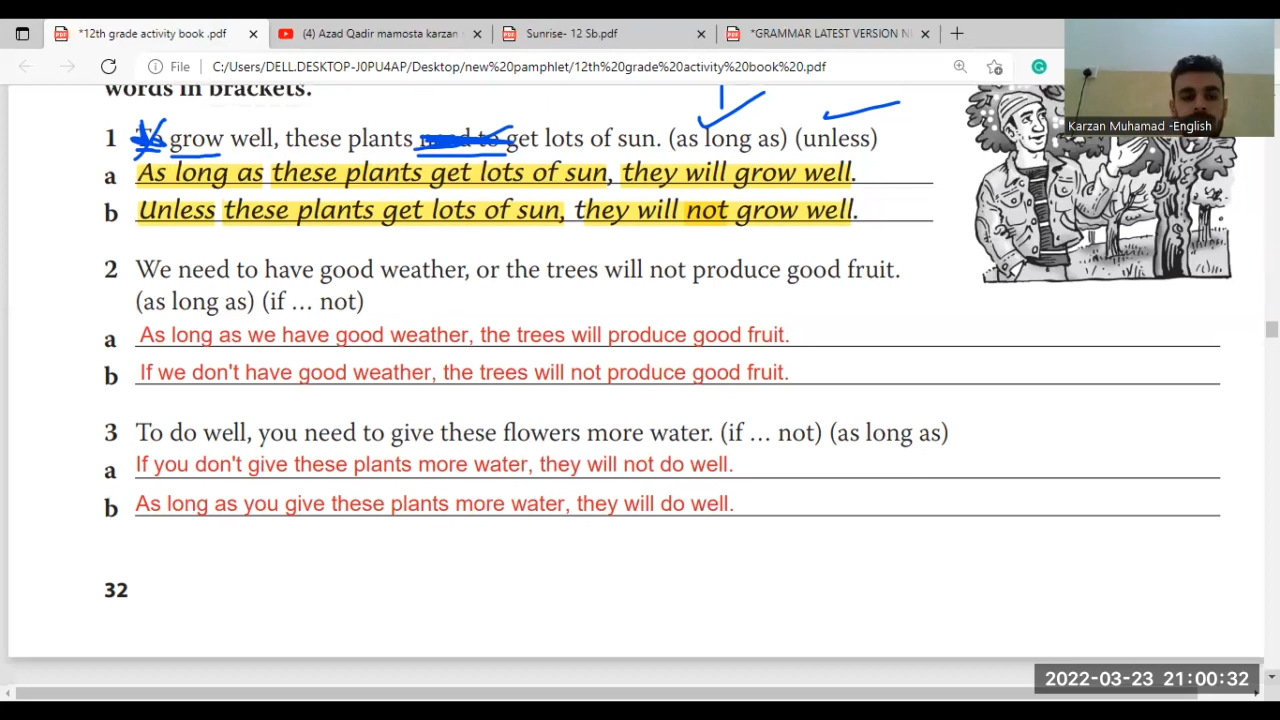 *12th grade activity book .pdf
(4) Azad Qadir mamosta karzan
Sunrise- 12 Sb.pdf
*GRAMMAR LATEST VERSION
File
C:/Users/DELL.DESKTOP-J0PU4AP/Desktop/new%20pamphlet/12th%20grade%20activity%20book%20.pdf
Karzan Muhamad -English
words in brackets.
1 To grow well, these plants need to get lots of sun. (as long as) (unless)
a As long as these plants get lots of sun, they will grow well.
b Unless these plants get lots of sun, they will not grow well.
2 We need to have good weather, or the trees will not produce good fruit.
(as long as) (if … not)
a As long as we have good weather, the trees will produce good fruit.
b If we don't have good weather, the trees will not produce good fruit.
3 To do well, you need to give these flowers more water. (if … not) (as long as)
a If you don't give these plants more water, they will not do well.
b As long as you give these plants more water, they will do well.
32
2022-03-23 21:00:32